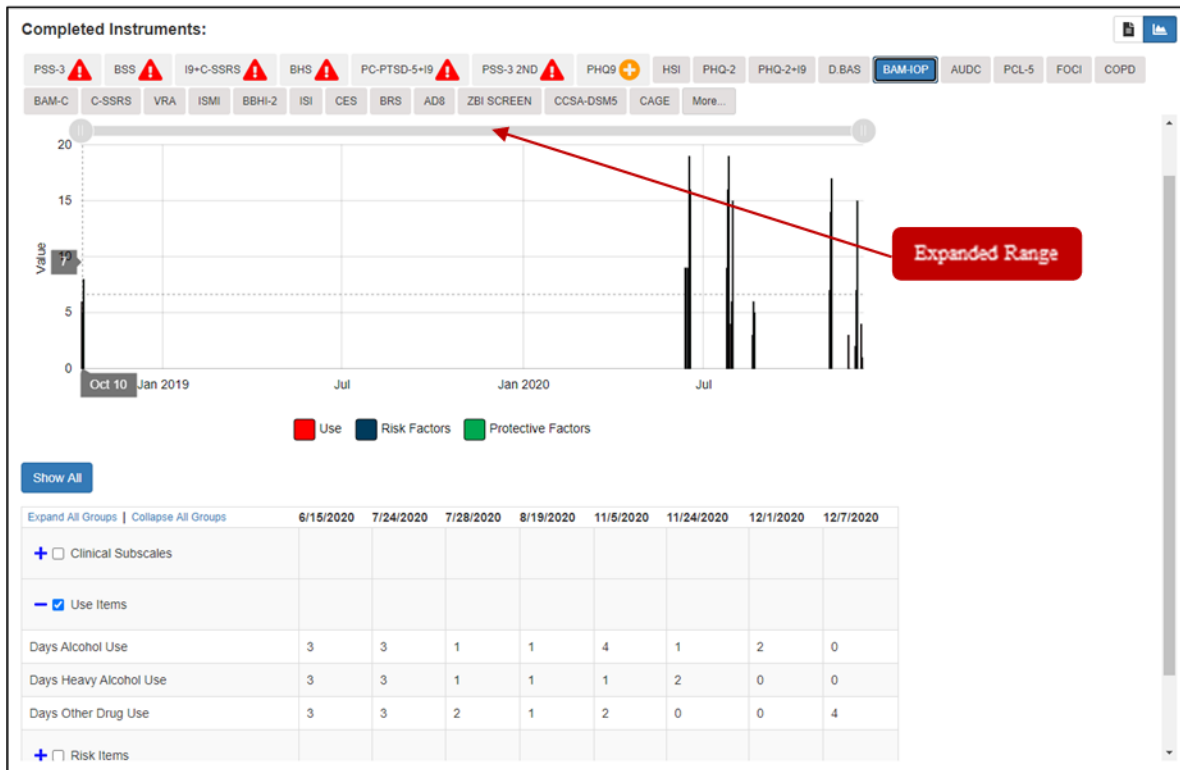 Completed Instruments:
PSS-3 BSS I9+C-SSRS BHS PC-PTSD-5+I9 PSS-3 2ND PHQ9 HSI PHQ-2 PHQ-2+I9 D.BAS BAM-IOP AUDC PCL-5 FOCI COPD
BAM-C C-SSRS VRA ISMI BBHI-2 ISI CES BRS AD8 ZBI SCREEN CCSA-DSM5 CAGE More...
20
15
Expanded Range
Value
10
7
5
0
Oct 10 Jan 2019 Jul Jan 2020 Jul
Use Risk Factors Protective Factors
Show All
Expand All Groups | Collapse All Groups 6/15/2020 7/24/2020 7/28/2020 8/19/2020 11/5/2020 11/24/2020 12/1/2020 12/7/2020
Clinical Subscales
Use Items
Days Alcohol Use 3 3 1 1 4 1 2 0
Days Heavy Alcohol Use 3 3 1 1 1 2 0 0
Days Other Drug Use 3 3 2 1 2 0 0 4
Risk Items